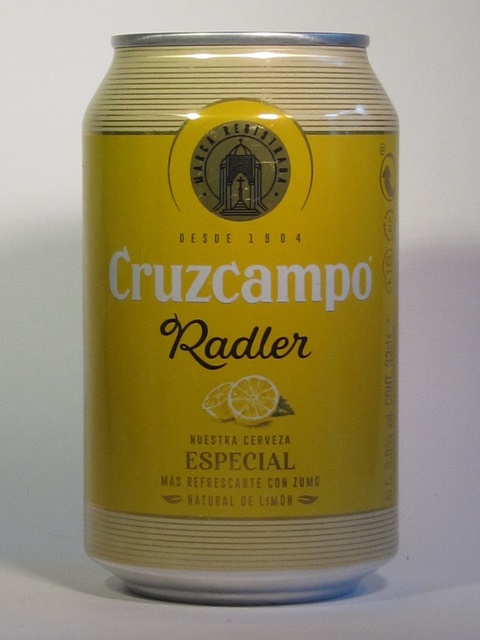 MARCA REGISTRADA
DESDE 1904
Cruzcampo
Radler
NUESTRA CERVEZA
ESPECIAL
MÁS REFRESCANTE CON ZUMO
NATURAL DE LIMÓN